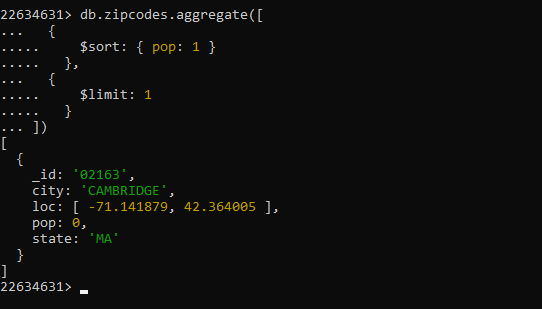 22634631> db.zipcodes.aggregate([
...   {
.....     $sort: { pop: 1 }
.....   },
...   {
.....     $limit: 1
.....   }
... ])
[
  {
    _id: '02163',
    city: 'CAMBRIDGE',
    loc: [ -71.141879, 42.364005 ],
    pop: 0,
    state: 'MA'
  }
]
22634631>